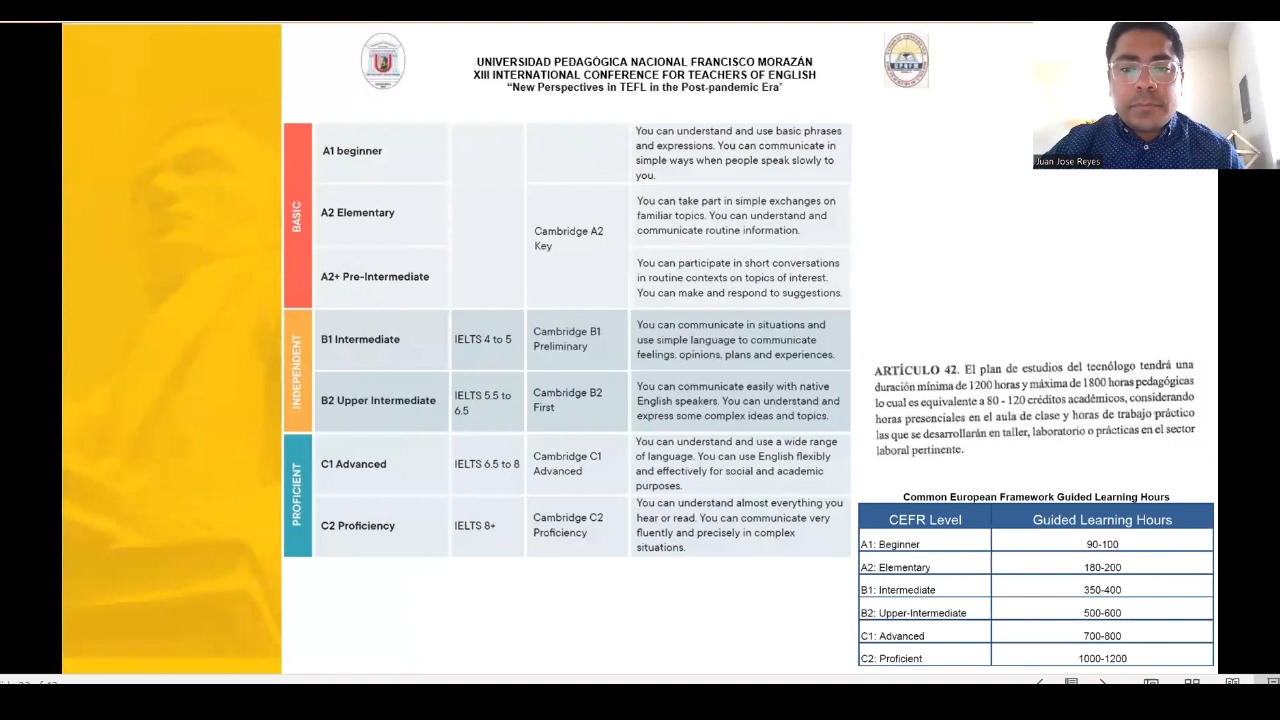 UNIVERSIDAD PEDAGÓGICA NACIONAL FRANCISCO MORAZÁN
XIII INTERNATIONAL CONFERENCE FOR TEACHERS OF ENGLISH
“New Perspectives in TEFL in the Post-pandemic Era”
Juan Jose Reyes
BASIC
A1 beginner
You can understand and use basic phrases
and expressions. You can communicate in
simple ways when people speak slowly to
you.
A2 Elementary
Cambridge A2
Key
You can take part in simple exchanges on
familiar topics. You can understand and
communicate routine information.
A2+ Pre-Intermediate
You can participate in short conversations
in routine contexts on topics of interest.
You can make and respond to suggestions.
INDEPENDENT
B1 Intermediate
IELTS 4 to 5
Cambridge B1
Preliminary
You can communicate in situations and
use simple language to communicate
feelings, opinions, plans and experiences.
B2 Upper Intermediate
IELTS 5.5 to
6.5
Cambridge B2
First
You can communicate easily with native
English speakers. You can understand and
express some complex ideas and topics.
PROFICIENT
C1 Advanced
IELTS 6.5 to 8
Cambridge C1
Advanced
You can understand and use a wide range
of language. You can use English flexibly
and effectively for social and academic
purposes.
C2 Proficiency
IELTS 8+
Cambridge C2
Proficiency
You can understand almost everything you
hear or read. You can communicate very
fluently and precisely in complex
situations.
ARTÍCULO 42. El plan de estudios del tecnólogo tendrá una
duración mínima de 1200 horas y máxima de 1800 horas pedagógicas
lo cual es equivalente a 80 - 120 créditos académicos, considerando
horas presenciales en el aula de clase y horas de trabajo práctico
las que se desarrollarán en taller, laboratorio o prácticas en el sector
laboral pertinente.
Common European Framework Guided Learning Hours
CEFR Level Guided Learning Hours
A1: Beginner 90-100
A2: Elementary 180-200
B1: Intermediate 350-400
B2: Upper-Intermediate 500-600
C1: Advanced 700-800
C2: Proficient 1000-1200